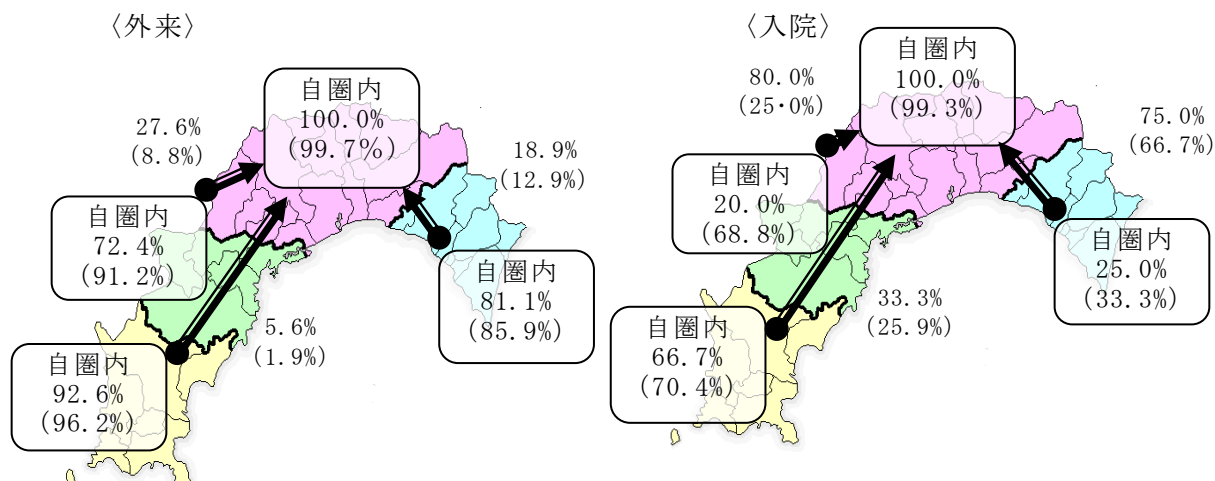 〈外来〉
自圏内
100.0%
(99.7%)
27.6%
(8.8%)
18.9%
(12.9%)
自圏内
72.4%
(91.2%)
自圏内
81.1%
(85.9%)
5.6%
(1.9%)
自圏内
92.6%
(96.2%)
〈入院〉
自圏内
100.0%
(99.3%)
80.0%
(25･0%)
75.0%
(66.7%)
自圏内
20.0%
(68.8%)
自圏内
25.0%
(33.3%)
33.3%
(25.9%)
自圏内
66.7%
(70.4%)